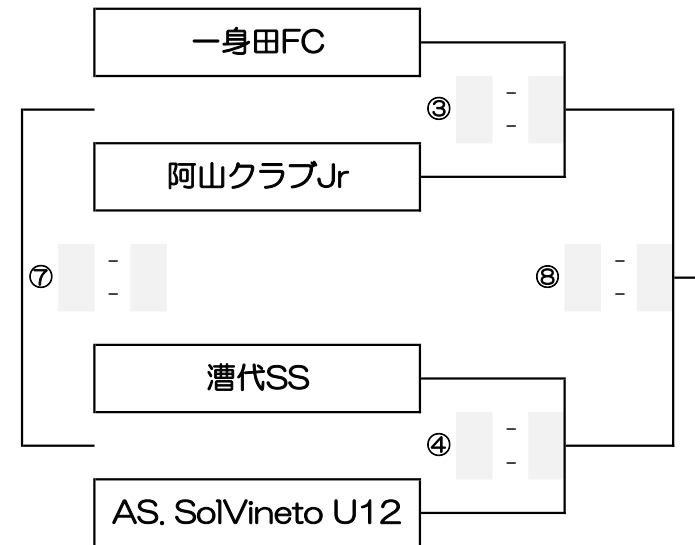 一身田FC
③ -
-
阿山クラブJr
⑦ -
-
⑧ -
-
漕代SS
④ -
-
AS. SolVineto U12